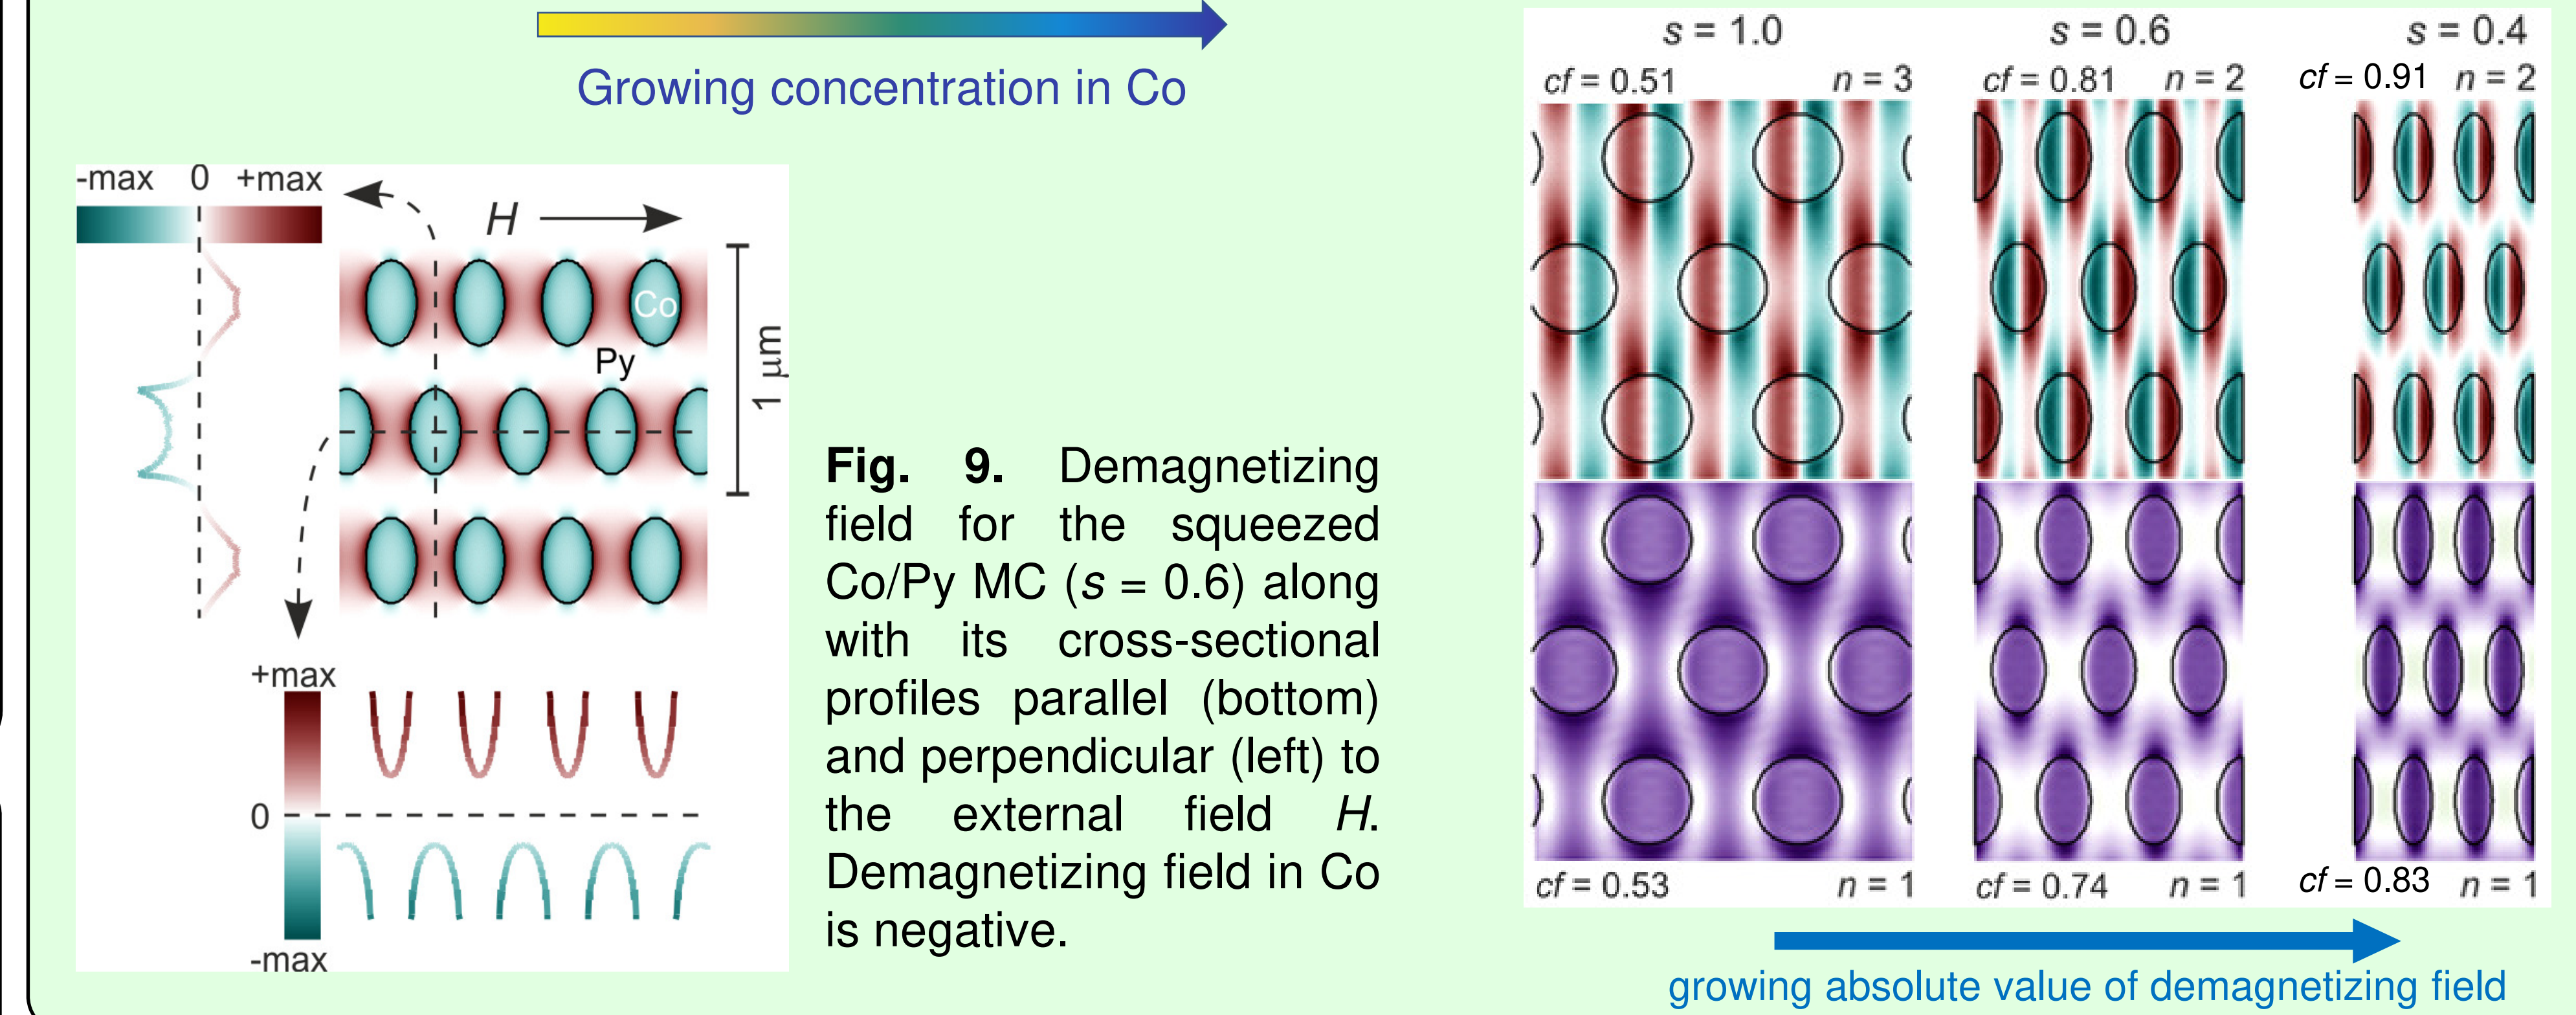 Growing concentration in Co
-max 0 +max
H
Co
Py
1 μm
+max
0
-max
Fig. 9. Demagnetizing
field for the squeezed
Co/Py MC (s = 0.6) along
with its cross-sectional
profiles parallel (bottom)
and perpendicular (left) to
the external field H.
Demagnetizing field in Co
is negative.
s = 1.0 s = 0.6 s = 0.4
cf = 0.51 n = 3 cf = 0.81 n = 2 cf = 0.91 n = 2
cf = 0.53 n = 1 cf = 0.74 n = 1 cf = 0.83 n = 1
growing absolute value of demagnetizing field